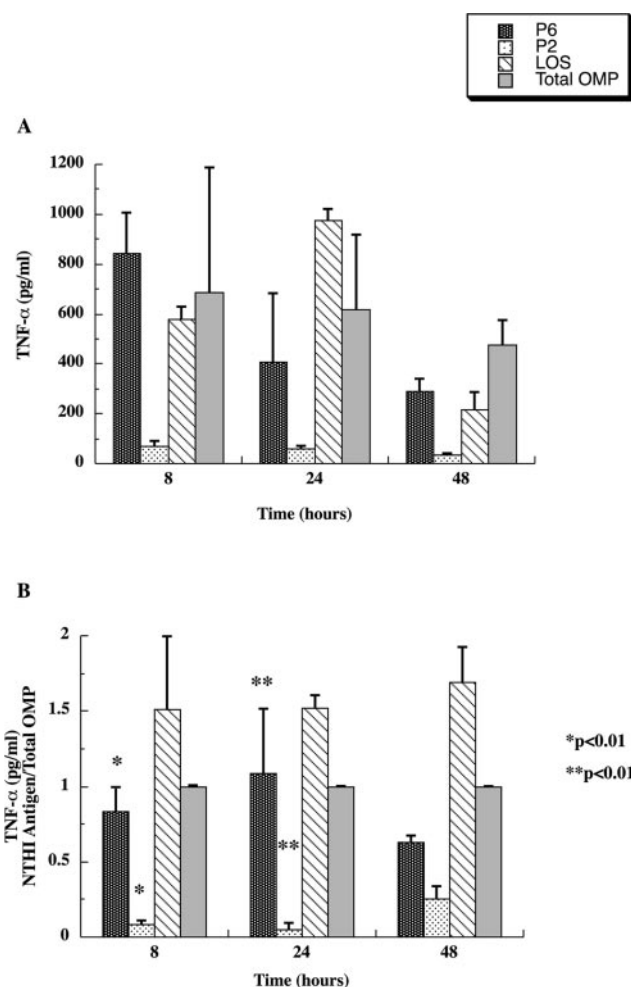 P6
P2
LOS
Total OMP
A
1200
1000
800
600
400
200
0
TNF-α (pg/ml)
8 24 48
Time (hours)
B
2
1.5
1
0.5
0
TNF-α (pg/ml)
NTHI Antigen/Total OMP
* ** * **
*p<0.01
**p<0.01
8 24 48
Time (hours)